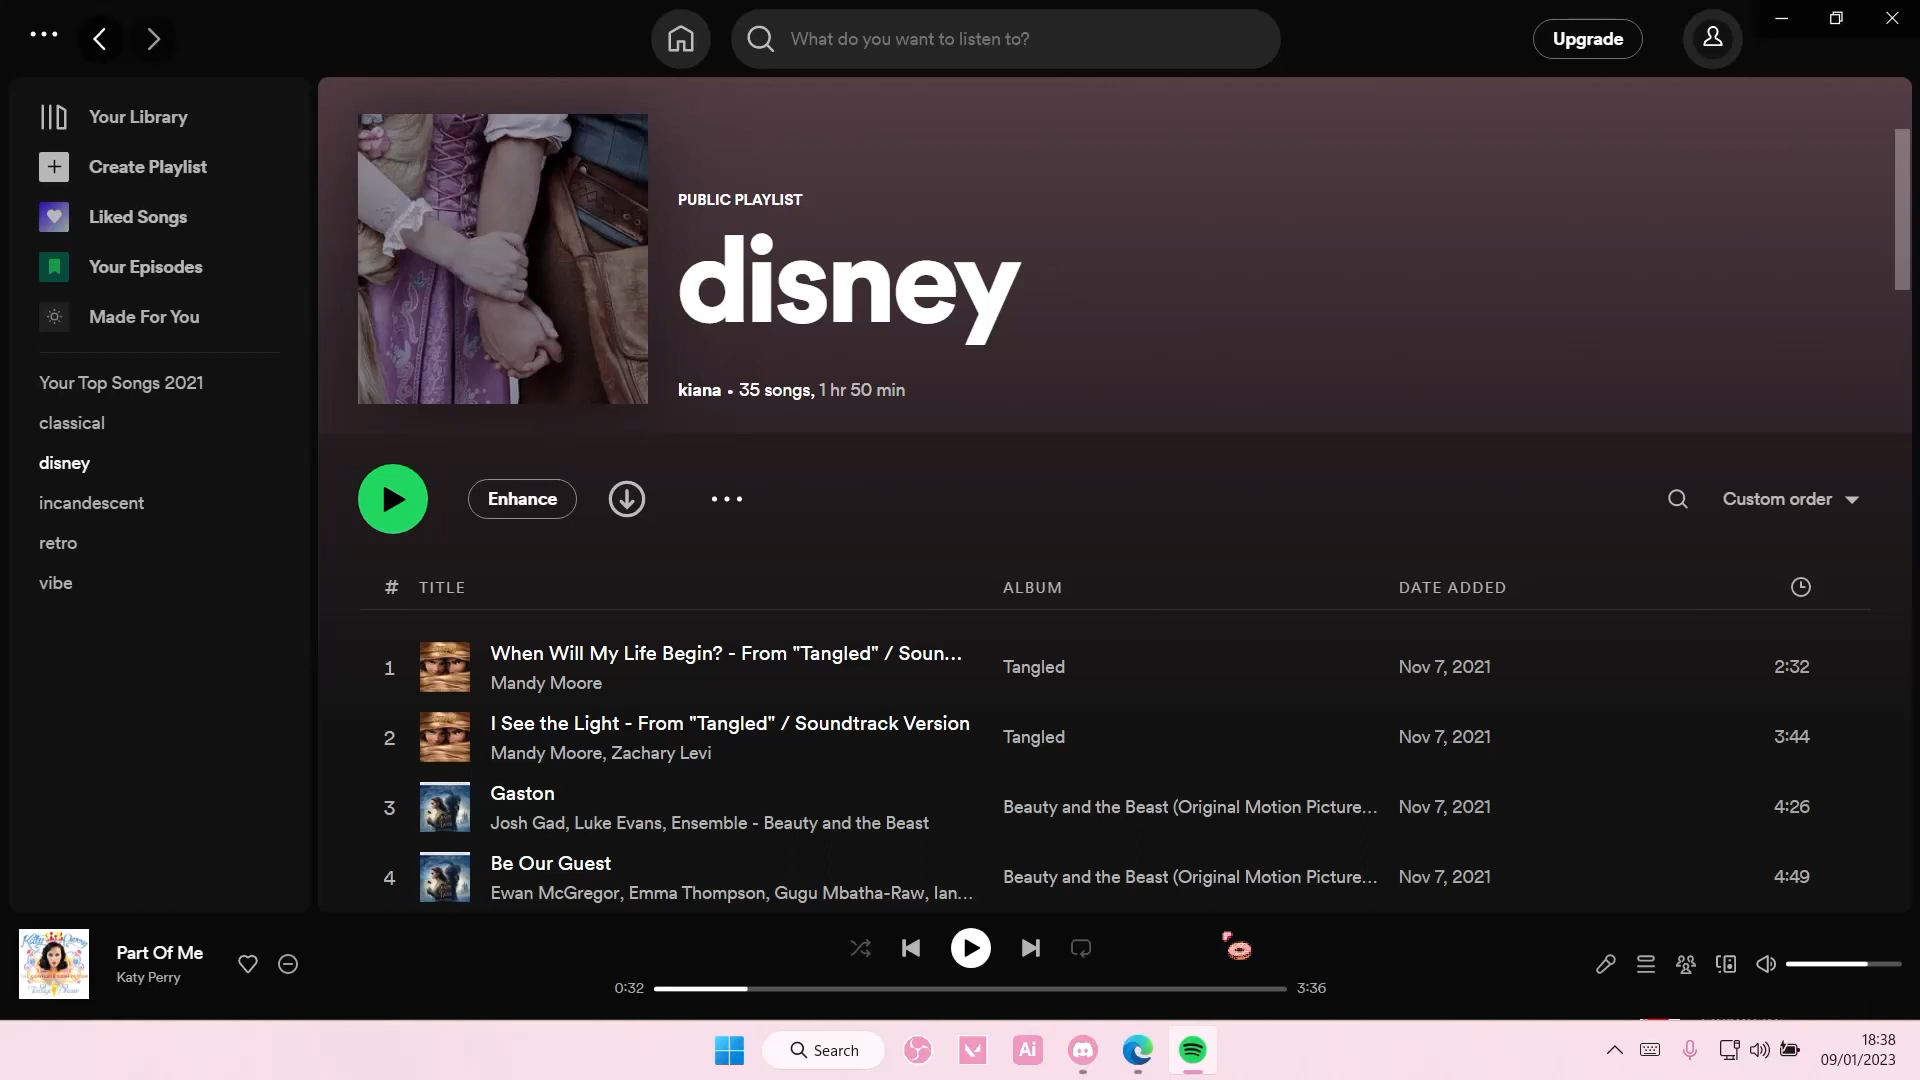 What do you want to listen to?
Upgrade
Your Library
Create Playlist
Liked Songs
Your Episodes
Made For You
Your Top Songs 2021
classical
disney
incandescent
retro
vibe
PUBLIC PLAYLIST
disney
kiana • 35 songs, 1 hr 50 min
Enhance
Custom order
# TITLE ALBUM DATE ADDED
1 When Will My Life Begin? - From "Tangled" / Soun... Tangled Nov 7, 2021 2:32
Mandy Moore
2 I See the Light - From "Tangled" / Soundtrack Version Tangled Nov 7, 2021 3:44
Mandy Moore, Zachary Levi
3 Gaston Beauty and the Beast (Original Motion Picture... Nov 7, 2021 4:26
Josh Gad, Luke Evans, Ensemble - Beauty and the Beast
4 Be Our Guest Beauty and the Beast (Original Motion Picture... Nov 7, 2021 4:49
Ewan McGregor, Emma Thompson, Gugu Mbatha-Raw, Ian...
Part Of Me
Katy Perry
0:32 3:36
Search
Ai
18:38
09/01/2023